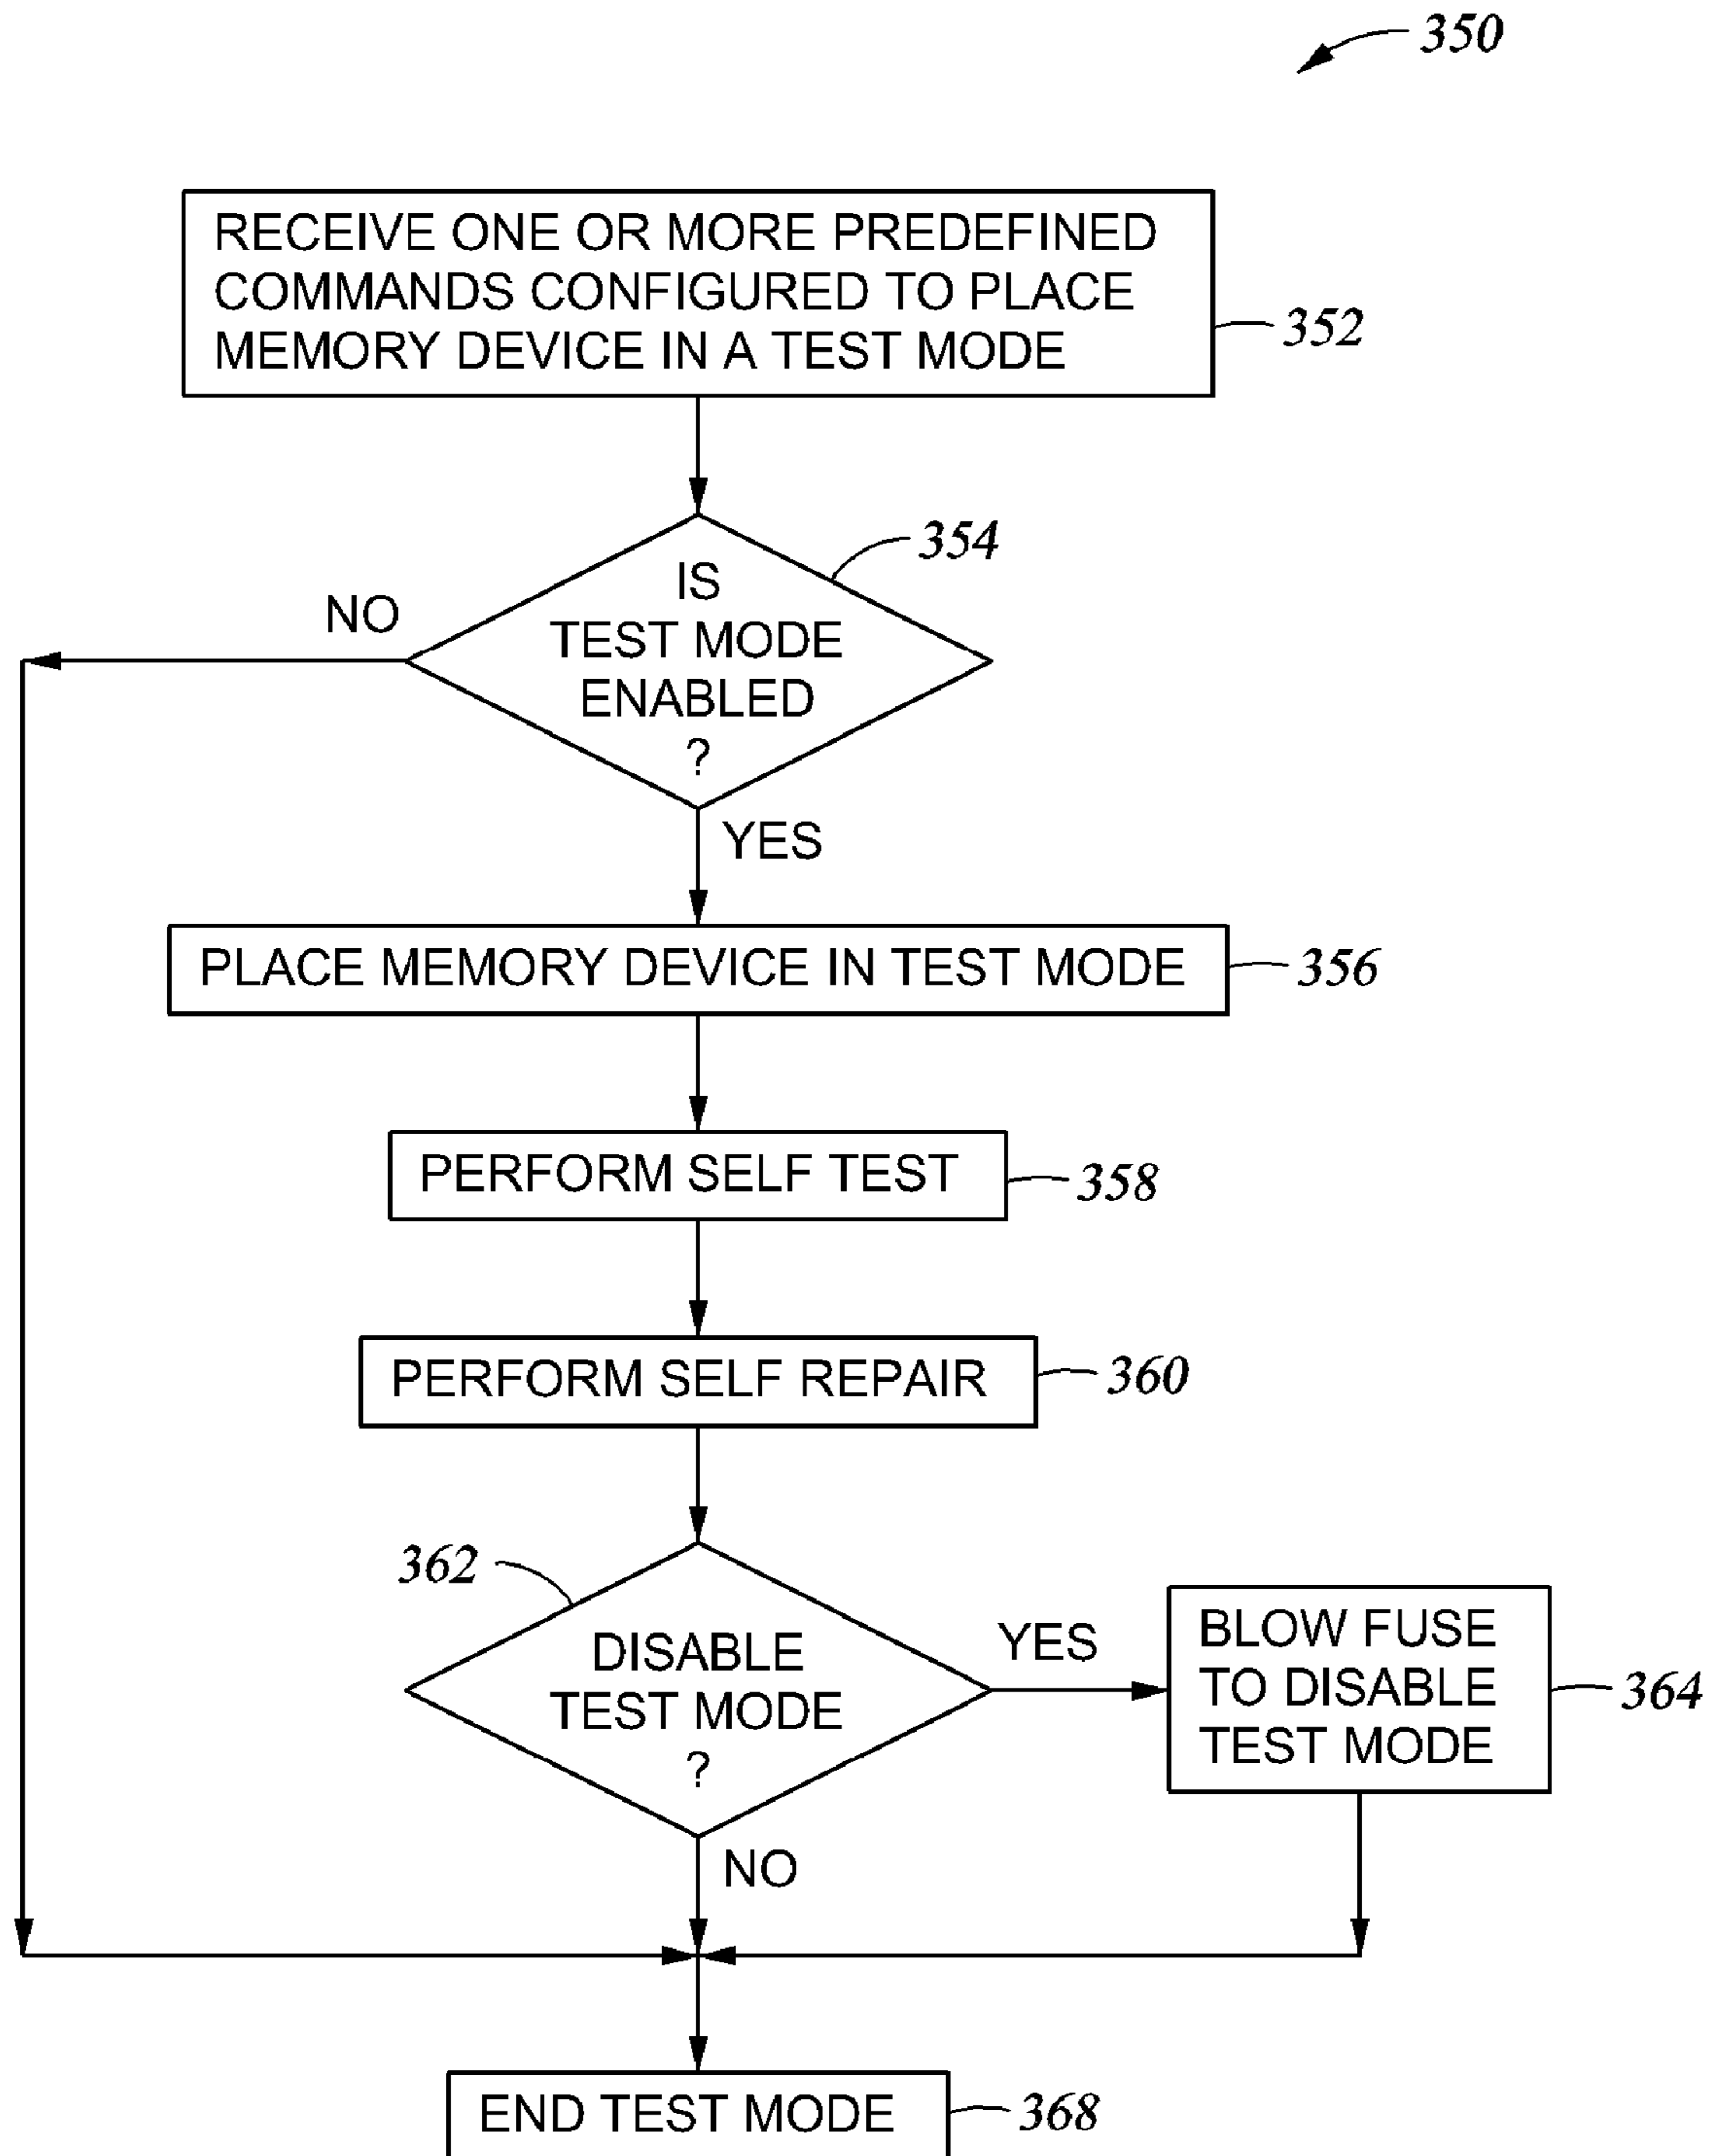 350
RECEIVE ONE OR MORE PREDEFINED
COMMANDS CONFIGURED TO PLACE
MEMORY DEVICE IN A TEST MODE
352
354
IS
TEST MODE
ENABLED
?
NO
YES
PLACE MEMORY DEVICE IN TEST MODE
356
PERFORM SELF TEST
358
PERFORM SELF REPAIR
360
362
DISABLE
TEST MODE
?
YES
BLOW FUSE
TO DISABLE
TEST MODE
364
NO
END TEST MODE
368